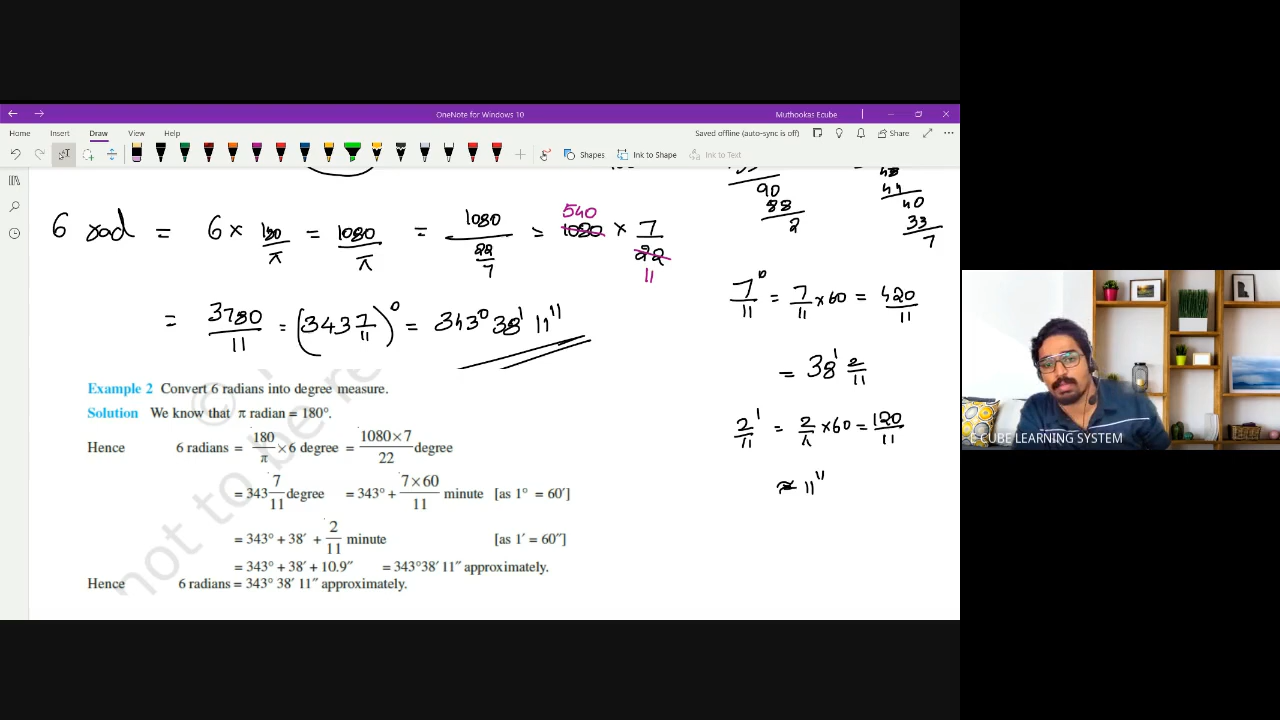 OneNote for Windows 10
Muthookas Ecube
Home Insert Draw View Help
Saved offline (auto-sync is off)
Share
Shapes
Ink to Shape
Ink to Text
6 rad = 6 × 180/π = 1080/π = 1080/(22/7) = 540 1080 × 7/22 11
= 3780/11 = (343 7/11)° = 343° 38' 11"
90
88
2
44
40
33
7
7/11° = 7/11 × 60 = 420/11
= 38' 2/11
2/11' = 2/11 × 60 = 120/11
≈ 11"
Example 2 Convert 6 radians into degree measure.
Solution We know that π radian = 180°.
Hence 6 radians = 180/π × 6 degree = 1080×7/22 degree
= 343 7/11 degree = 343° + 7×60/11 minute [as 1° = 60′]
= 343° + 38′ + 2/11 minute [as 1′ = 60″]
= 343° + 38′ + 10.9″ = 343°38′ 11″ approximately.
Hence 6 radians = 343° 38′ 11″ approximately.
not to be re
E CUBE LEARNING SYSTEM